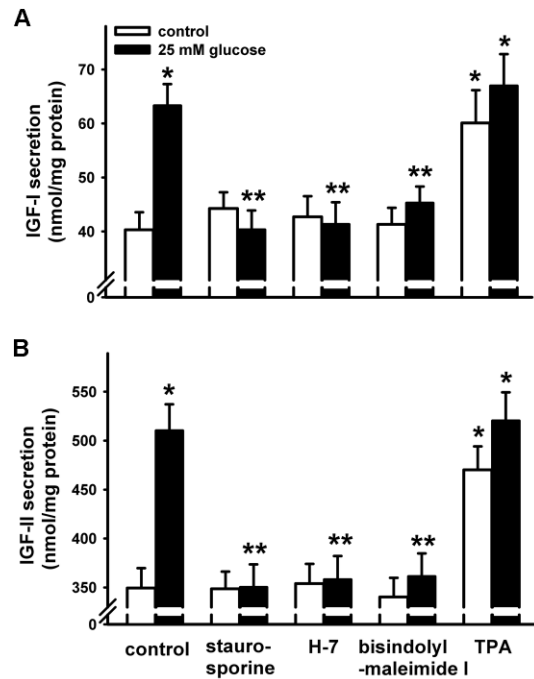 A
control
25 mM glucose
IGF-I secretion
(nmol/mg protein)
70
60
50
40
0
* ** ** ** * *
B
IGF-II secretion
(nmol/mg protein)
550
500
450
400
350
0
* ** ** ** * *
control stauro- H-7 bisindolyl TPA
sporine -maleimide I